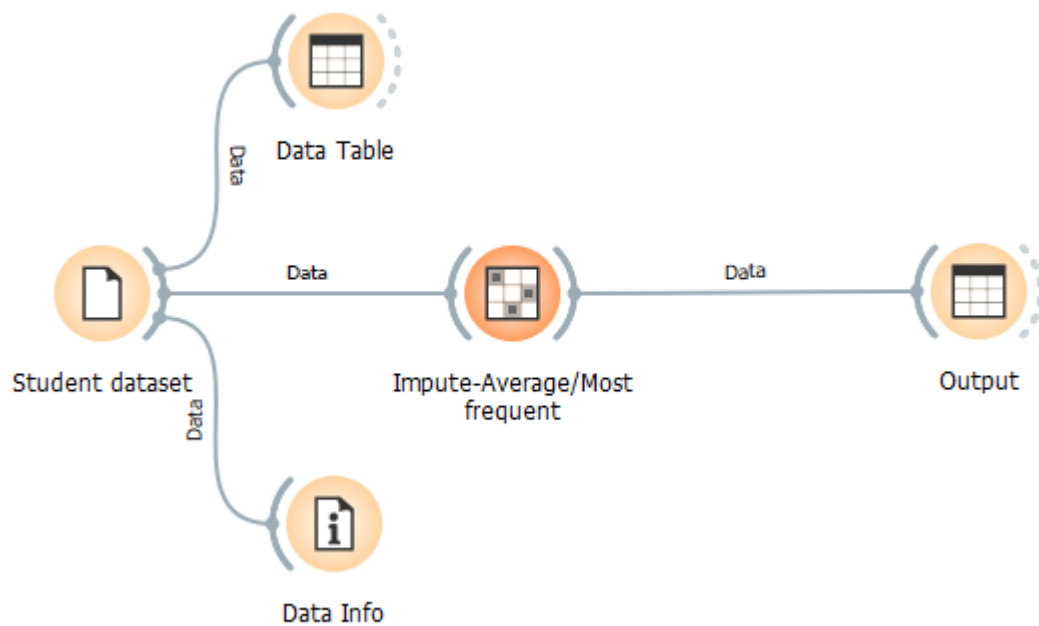 Data Table
Data
Data
Data
Student dataset
Impute-Average/Most
frequent
Output
Data
Data Info